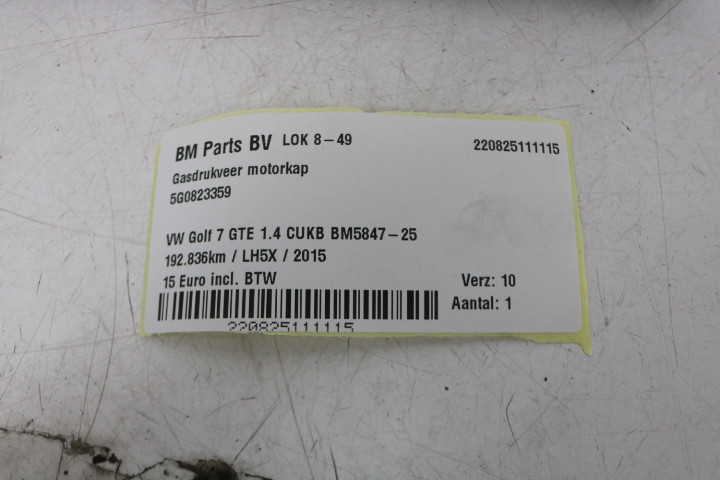 BM Parts BV LOK 8-49
220825111115
Gasdrukveer motorkap
5G0823359
VW Golf 7 GTE 1.4 CUKB BM5847-25
192.836km / LH5X / 2015
15 Euro incl. BTW
Verz: 10
Aantal: 1
220825111115